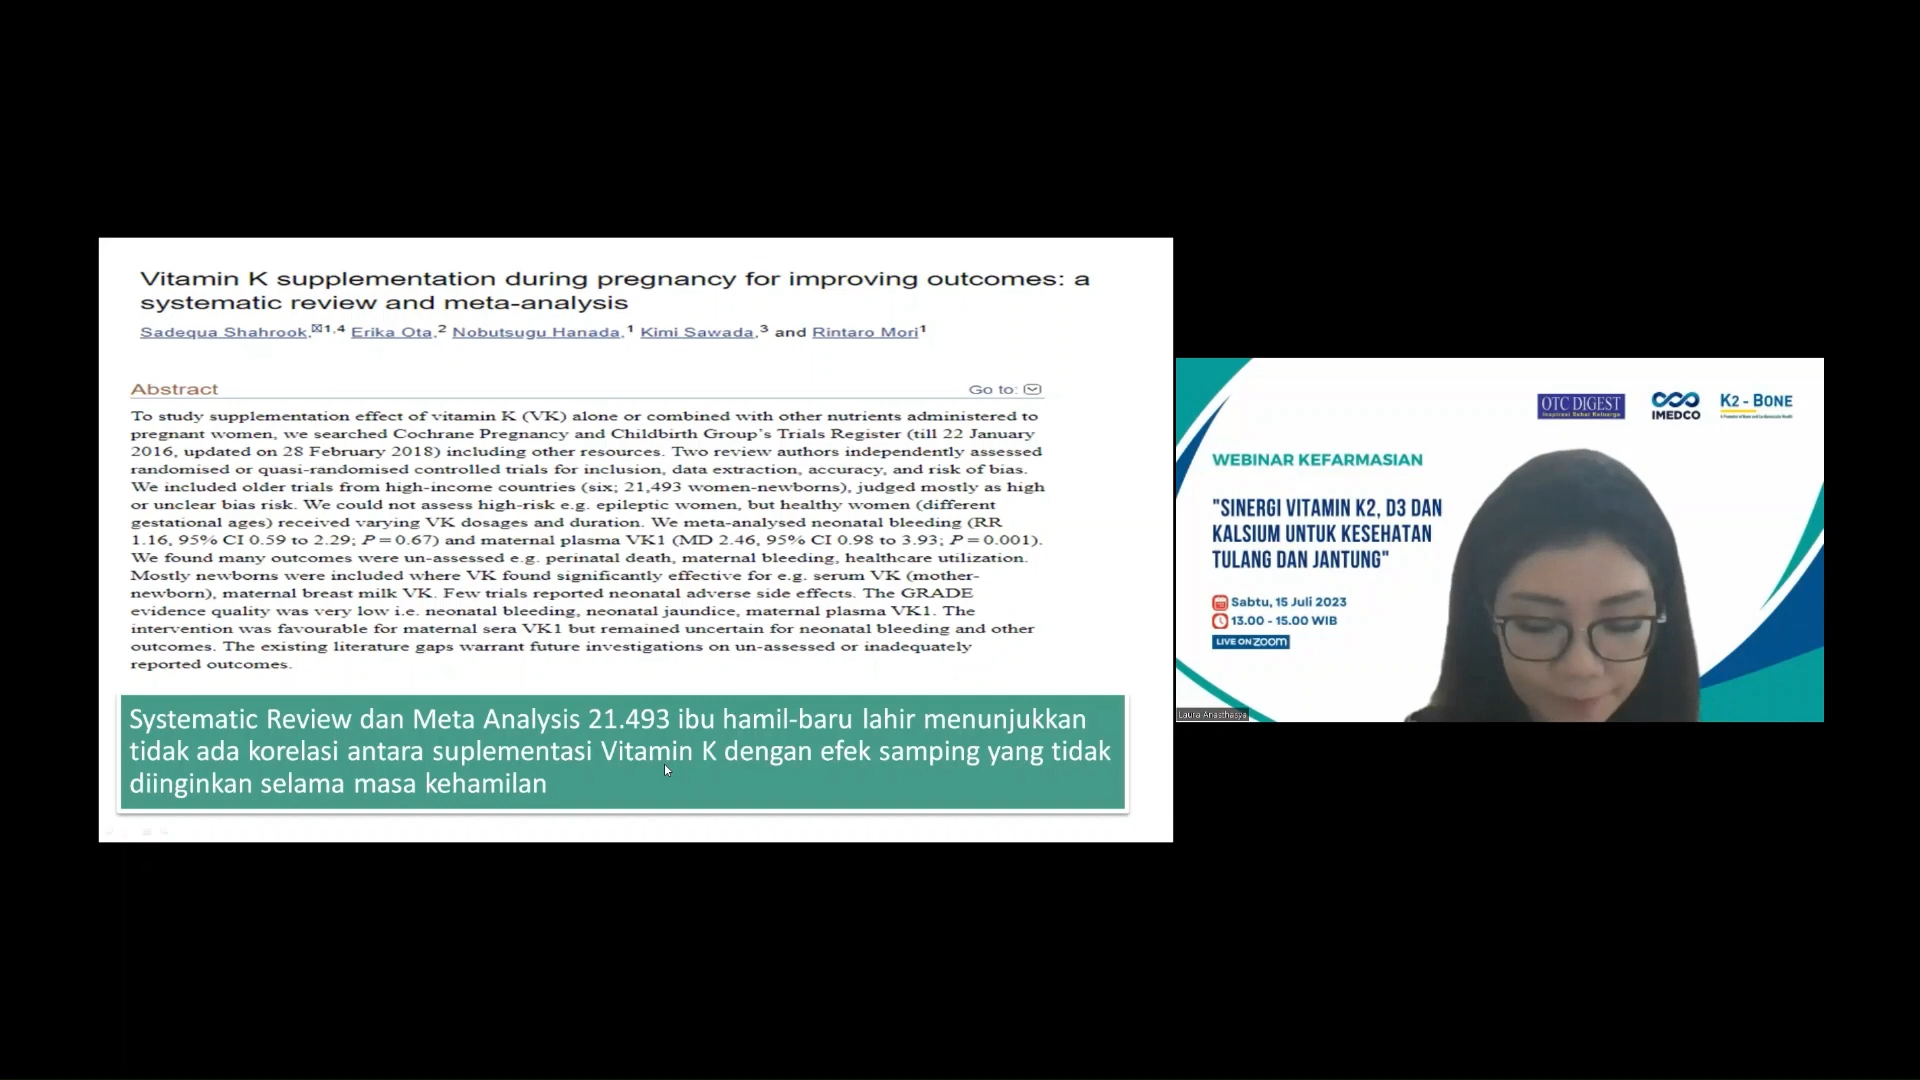 Vitamin K supplementation during pregnancy for improving outcomes: a
systematic review and meta-analysis
Sadequa Shahrook,✉1,4 Erika Ota,2 Nobutsugu Hanada,1 Kimi Sawada,3 and Rintaro Mori1
Abstract
Go to:
To study supplementation effect of vitamin K (VK) alone or combined with other nutrients administered to
pregnant women, we searched Cochrane Pregnancy and Childbirth Group's Trials Register (till 22 January
2016, updated on 28 February 2018) including other resources. Two review authors independently assessed
randomised or quasi-randomised controlled trials for inclusion, data extraction, accuracy, and risk of bias.
We included older trials from high-income countries (six; 21,493 women-newborns), judged mostly as high
or unclear bias risk. We could not assess high-risk e.g. epileptic women, but healthy women (different
gestational ages) received varying VK dosages and duration. We meta-analysed neonatal bleeding (RR
1.16, 95% CI 0.59 to 2.29; P = 0.67) and maternal plasma VK1 (MD 2.46, 95% CI 0.98 to 3.93; P = 0.001).
We found many outcomes were un-assessed e.g. perinatal death, maternal bleeding, healthcare utilization.
Mostly newborns were included where VK found significantly effective for e.g. serum VK (mother-
newborn), maternal breast milk VK. Few trials reported neonatal adverse side effects. The GRADE
evidence quality was very low i.e. neonatal bleeding, neonatal jaundice, maternal plasma VK1. The
intervention was favourable for maternal sera VK1 but remained uncertain for neonatal bleeding and other
outcomes. The existing literature gaps warrant future investigations on un-assessed or inadequately
reported outcomes.
Systematic Review dan Meta Analysis 21.493 ibu hamil-baru lahir menunjukkan
tidak ada korelasi antara suplementasi Vitamin K dengan efek samping yang tidak
diinginkan selama masa kehamilan
OTC DIGEST
Inspirasi Sehat Keluarga
IMEDCO
K2 - BONE
WEBINAR KEFARMASIAN
"SINERGI VITAMIN K2, D3 DAN
KALSIUM UNTUK KESEHATAN
TULANG DAN JANTUNG"
Sabtu, 15 Juli 2023
13.00 - 15.00 WIB
LIVE ON zoom
Laura Anasthasya